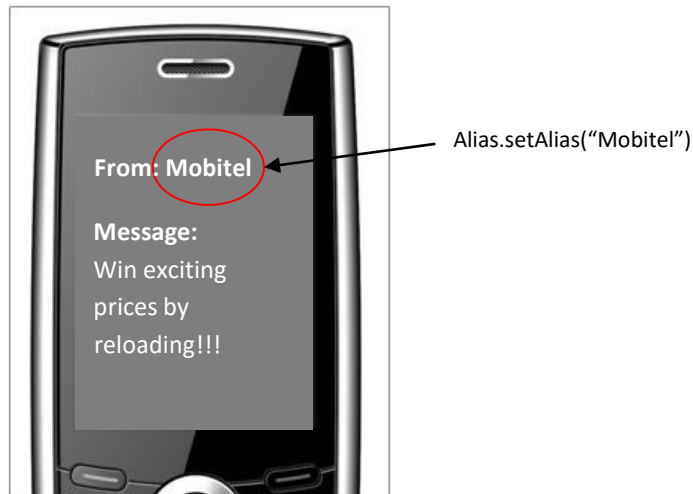 From: Mobitel
Alias.setAlias(“Mobitel”)
Message:
Win exciting
prices by
reloading!!!